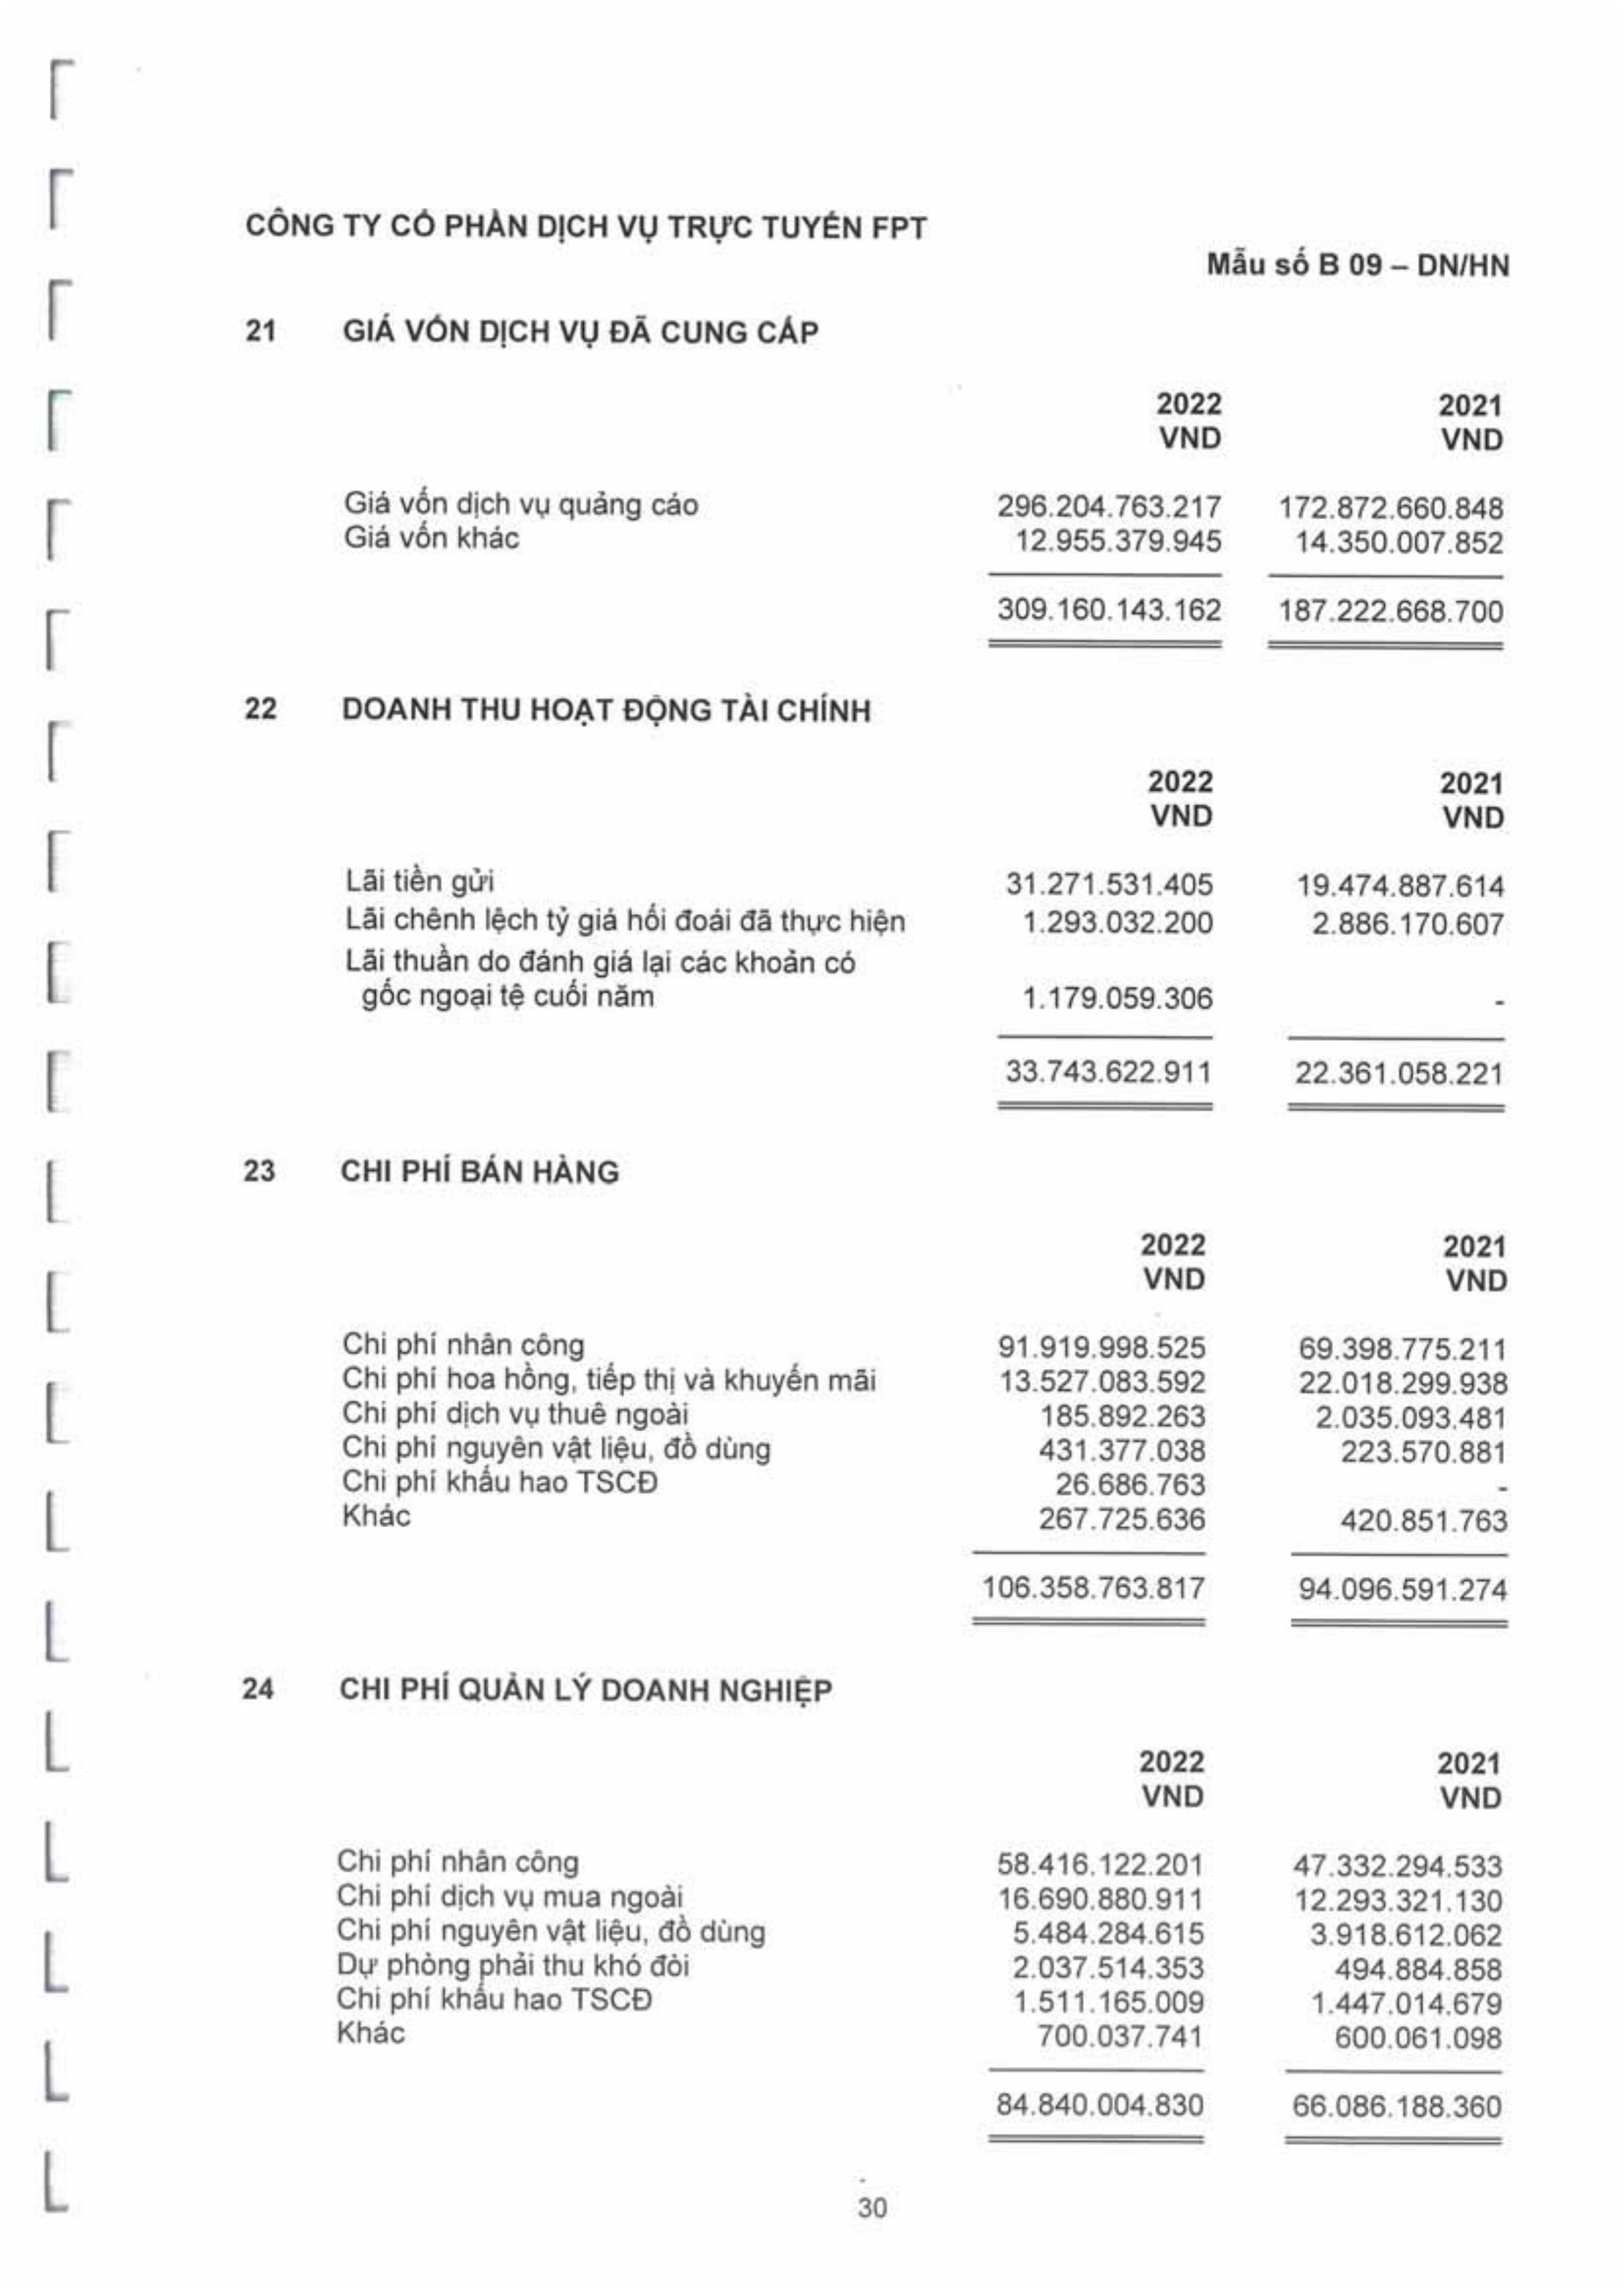 CÔNG TY CỔ PHẦN DỊCH VỤ TRỰC TUYẾN FPT
Mẫu số B 09 – DN/HN
21 GIÁ VỐN DỊCH VỤ ĐÃ CUNG CẤP
2022 2021
VND VND
Giá vốn dịch vụ quảng cáo 296.204.763.217 172.872.660.848
Giá vốn khác 12.955.379.945 14.350.007.852
309.160.143.162 187.222.668.700
22 DOANH THU HOẠT ĐỘNG TÀI CHÍNH
2022 2021
VND VND
Lãi tiền gửi 31.271.531.405 19.474.887.614
Lãi chênh lệch tỷ giá hối đoái đã thực hiện 1.293.032.200 2.886.170.607
Lãi thuần do đánh giá lại các khoản có
gốc ngoại tệ cuối năm 1.179.059.306 -
33.743.622.911 22.361.058.221
23 CHI PHÍ BÁN HÀNG
2022 2021
VND VND
Chi phí nhân công 91.919.998.525 69.398.775.211
Chi phí hoa hồng, tiếp thị và khuyến mãi 13.527.083.592 22.018.299.938
Chi phí dịch vụ thuê ngoài 185.892.263 2.035.093.481
Chi phí nguyên vật liệu, đồ dùng 431.377.038 223.570.881
Chi phí khấu hao TSCĐ 26.686.763 -
Khác 267.725.636 420.851.763
106.358.763.817 94.096.591.274
24 CHI PHÍ QUẢN LÝ DOANH NGHIỆP
2022 2021
VND VND
Chi phí nhân công 58.416.122.201 47.332.294.533
Chi phí dịch vụ mua ngoài 16.690.880.911 12.293.321.130
Chi phí nguyên vật liệu, đồ dùng 5.484.284.615 3.918.612.062
Dự phòng phải thu khó đòi 2.037.514.353 494.884.858
Chi phí khấu hao TSCĐ 1.511.165.009 1.447.014.679
Khác 700.037.741 600.061.098
84.840.004.830 66.086.188.360
30